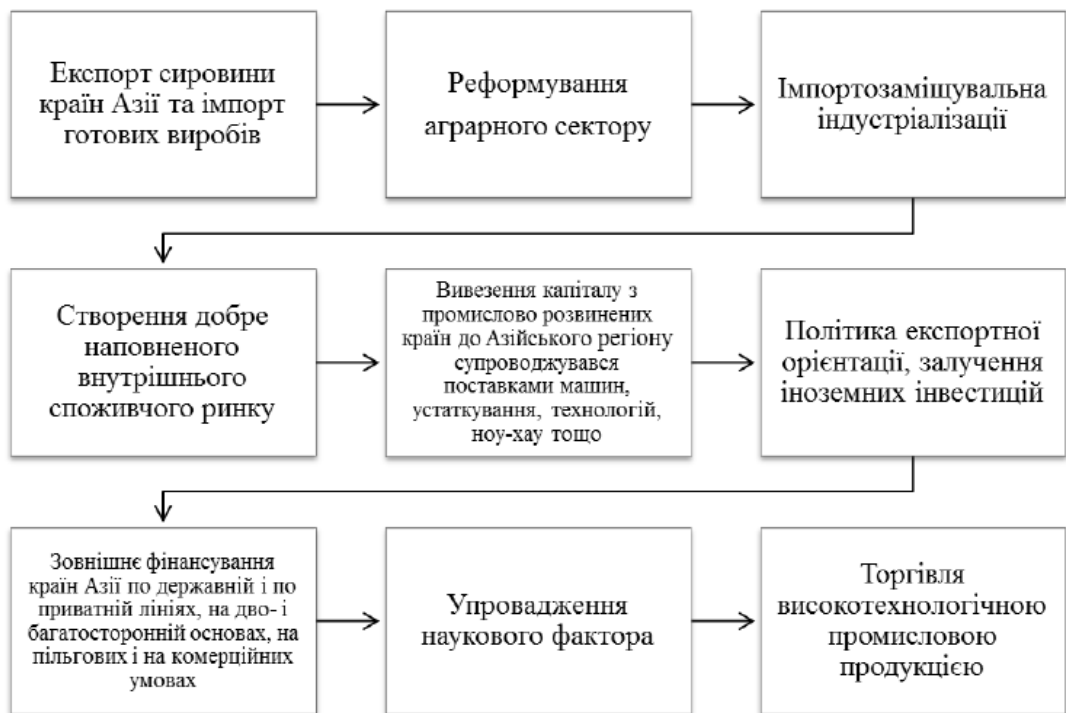 Експорт сировини
країн Азії та імпорт
готових виробів
Реформування
аграрного сектору
Імпортозаміщувальна
індустріалізації
Створення добре
наповненого
внутрішнього
споживчого ринку
Вивезення капіталу з
промислово розвинених
країн до Азійського регіону
супроводжувався
поставками машин,
устаткування, технологій,
ноу-хау тощо
Політика експортної
орієнтації, залучення
іноземних інвестицій
Зовнішнє фінансування
країн Азії по державній і по
приватній лініях, на дво- і
багатосторонній основах, на
пільгових і на комерційних
умовах
Упровадження
наукового фактора
Торгівля
високотехнологічною
промисловою
продукцією